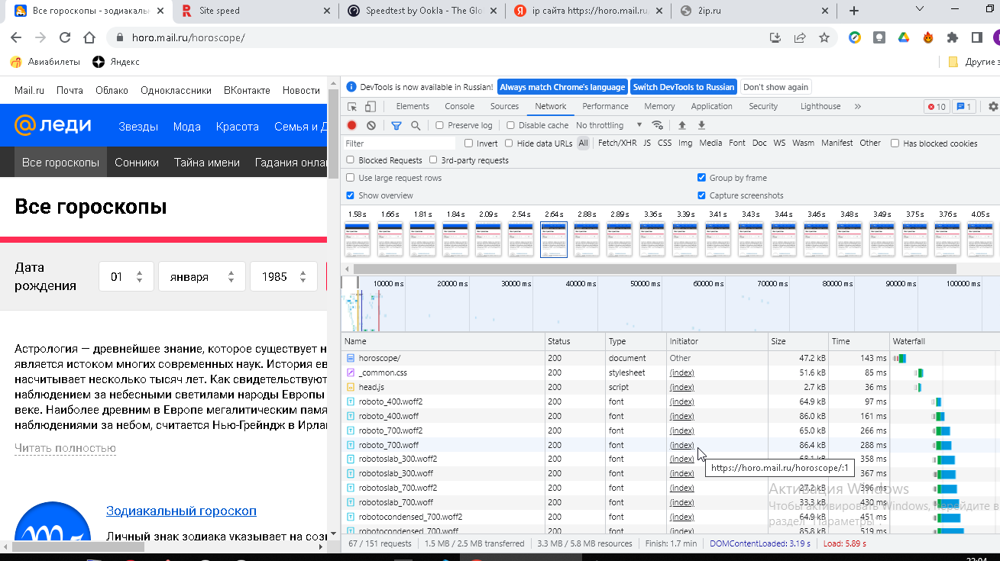 Все гороскопы - зодиакаль
Site speed
Speedtest by Ookla - The Glo
ip сайта https://horo.mail.ru,
2ip.ru
horo.mail.ru/horoscope/
Авиабилеты
Яндекс
Другие з
Mail.ru Почта Облако Одноклассники ВКонтакте Новости
леди Звезды Мода Красота Семья и Д
Все гороскопы Сонники Тайна имени Гадания онлаи
Все гороскопы
Дата
рождения
01 января 1985
Астрология — древнейшее знание, которое существует н
является истоком многих современных наук. История ев
насчитывает несколько тысяч лет. Как свидетельствуют
наблюдением за небесными светилами народы Европы
веке. Наиболее древним в Европе мегалитическим памя
наблюдениями за небом, считается Нью-Грейндж в Ирла
Читать полностью
Зодиакальный гороскоп
Личный знак зодиака указывает на созн
DevTools is now available in Russian! Always match Chrome's language Switch DevTools to Russian Don't show again
Elements Console Sources Network Performance Memory Application Security Lighthouse » 10 1
Preserve log Disable cache No throttling
Filter Invert Hide data URLs All Fetch/XHR JS CSS Img Media Font Doc WS Wasm Manifest Other Has blocked cookies
Blocked Requests 3rd-party requests
Use large request rows Group by frame
Show overview Capture screenshots
1.58 s 1.66 s 1.81 s 1.84 s 2.09 s 2.54 s 2.64 s 2.88 s 2.89 s 3.36 s 3.39 s 3.41 s 3.43 s 3.44 s 3.46 s 3.48 s 3.49 s 3.75 s 3.76 s 4.05 s
10000 ms 20000 ms 30000 ms 40000 ms 50000 ms 60000 ms 70000 ms 80000 ms 90000 ms 100000 ms
Name Status Type Initiator Size Time Waterfall
horoscope/ 200 document Other 47.2 kB 143 ms
_common.css 200 stylesheet (index) 51.6 kB 85 ms
head.js 200 script (index) 2.7 kB 36 ms
roboto_400.woff2 200 font (index) 64.9 kB 97 ms
roboto_400.woff 200 font (index) 86.0 kB 161 ms
roboto_700.woff2 200 font (index) 65.0 kB 266 ms
roboto_700.woff 200 font (index) 86.4 kB 288 ms
robotoslab_300.woff2 200 font (index) 68.1 kB 358 ms
robotoslab_300.woff 200 font (index) 367 ms
https://horo.mail.ru/horoscope/:1
robotoslab_700.woff2 200 font (index) 27.2 kB 396 ms
robotoslab_700.woff 200 font (index) 33.3 kB 430 ms
robotocondensed_700.woff2 200 font (index) 64.9 kB 451 ms
robotocondensed_700.woff 200 font (index) 85.8 kB 519 ms
Активация Windows
Чтобы активировать Windows, перейдите в
раздел "Параметры
67 / 151 requests 1.5 MB / 2.5 MB transferred 3.3 MB / 5.8 MB resources Finish: 1.7 min DOMContentLoaded: 3.19 s Load: 5.89 s